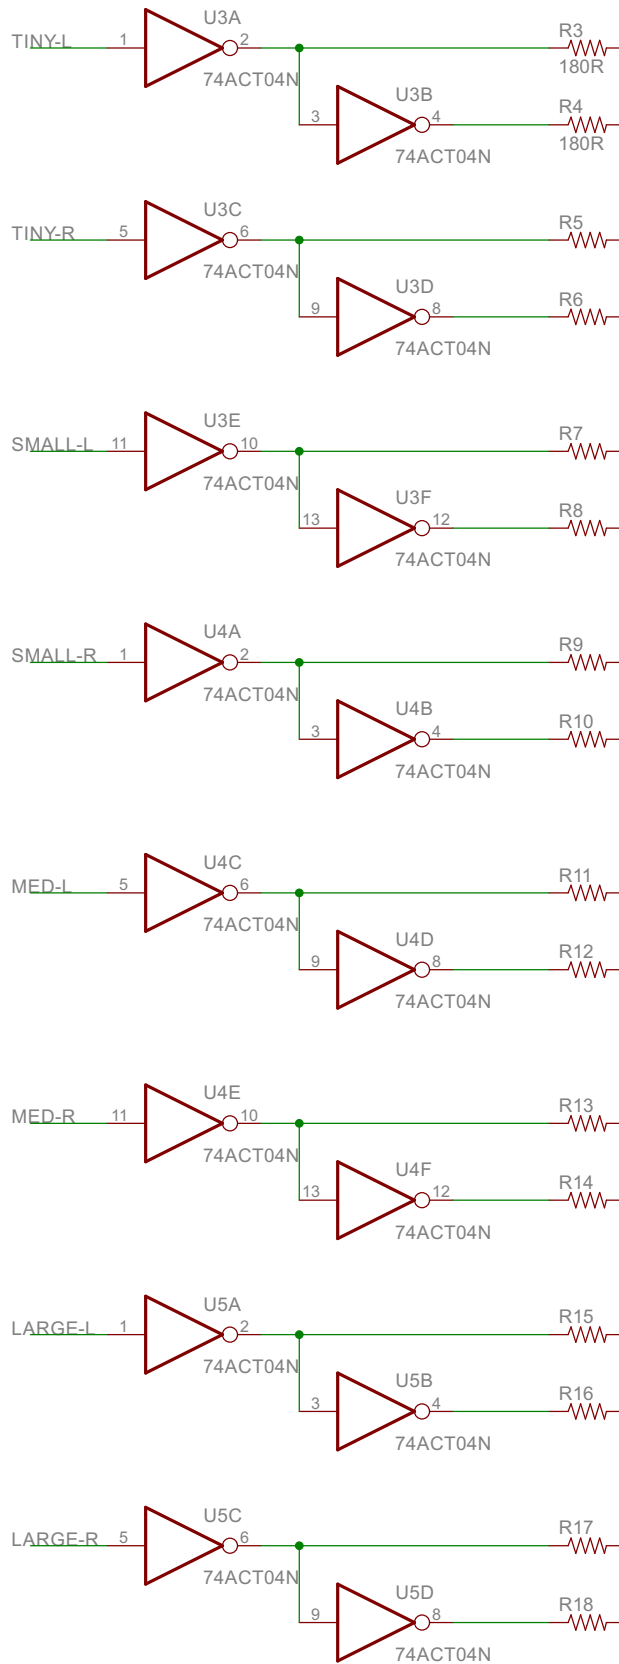 U3A
R3
TINY-L 1 2
74ACT04N 180R
U3B R4
3 4
74ACT04N 180R
U3C
R5
TINY-R 5 6
74ACT04N
U3D R6
9 8
74ACT04N
U3E
R7
SMALL-L 11 10
74ACT04N
U3F R8
13 12
74ACT04N
U4A
R9
SMALL-R 1 2
74ACT04N
U4B R10
3 4
74ACT04N
U4C
R11
MED-L 5 6
74ACT04N
U4D R12
9 8
74ACT04N
U4E
R13
MED-R 11 10
74ACT04N
U4F R14
13 12
74ACT04N
U5A
R15
LARGE-L 1 2
74ACT04N
U5B R16
3 4
74ACT04N
U5C
R17
LARGE-R 5 6
74ACT04N
U5D R18
9 8
74ACT04N